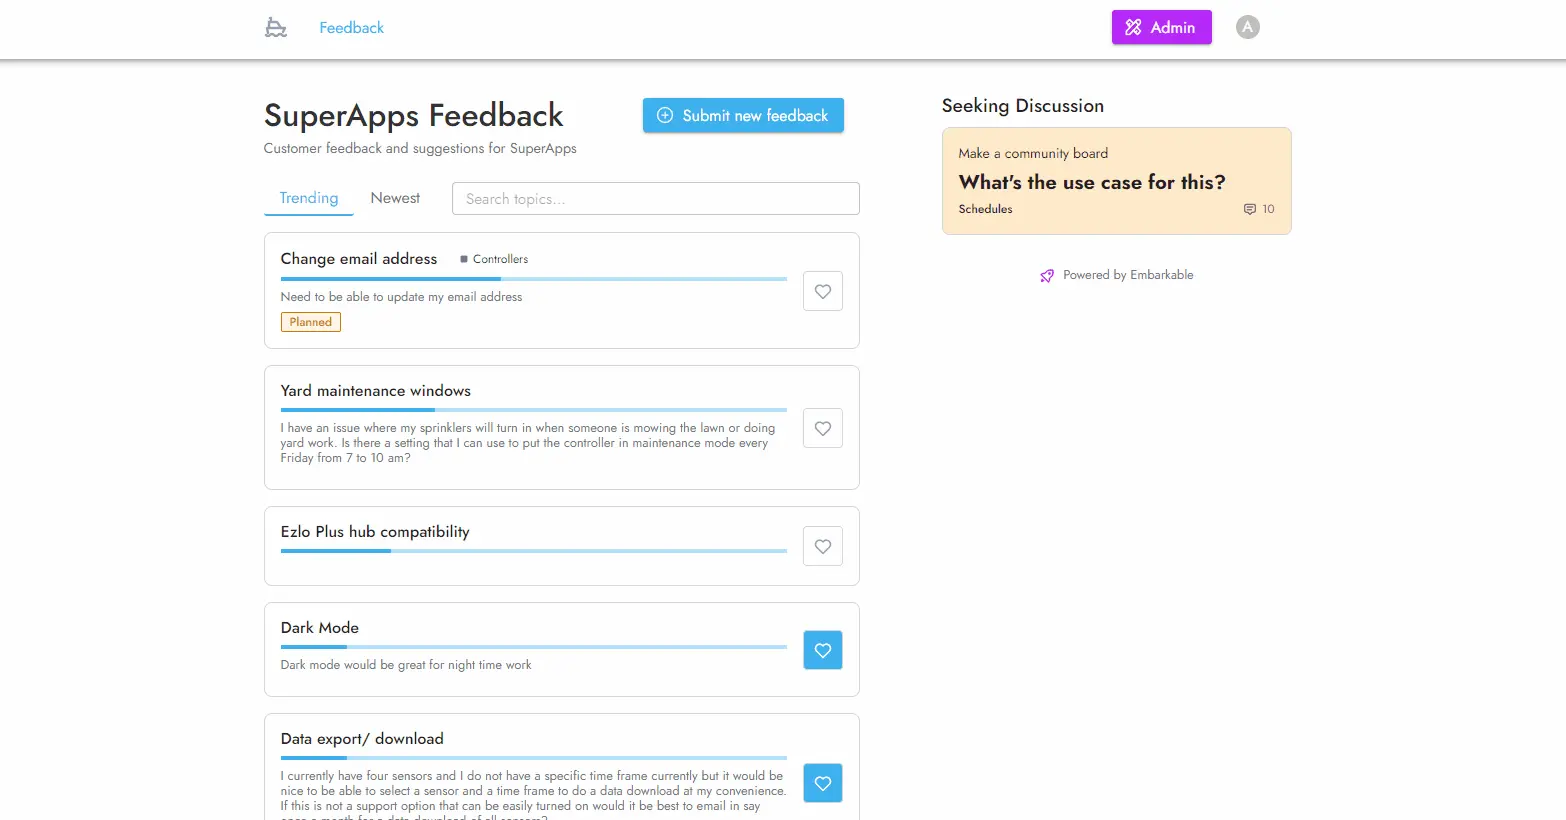 Feedback
Admin
A
SuperApps Feedback
Submit new feedback
Customer feedback and suggestions for SuperApps
Trending
Newest
Search topics...
Change email address
Controllers
Need to be able to update my email address
Planned
Yard maintenance windows
I have an issue where my sprinklers will turn in when someone is mowing the lawn or doing
yard work. Is there a setting that I can use to put the controller in maintenance mode every
Friday from 7 to 10 am?
Ezlo Plus hub compatibility
Dark Mode
Dark mode would be great for night time work
Data export/ download
I currently have four sensors and I do not have a specific time frame currently but it would be
nice to be able to select a sensor and a time frame to do a data download at my convenience.
If this is not a support option that can be easily turned on would it be best to email in say
once a month for a data download of all sensors?
Seeking Discussion
Make a community board
What's the use case for this?
Schedules
10
Powered by Embarkable